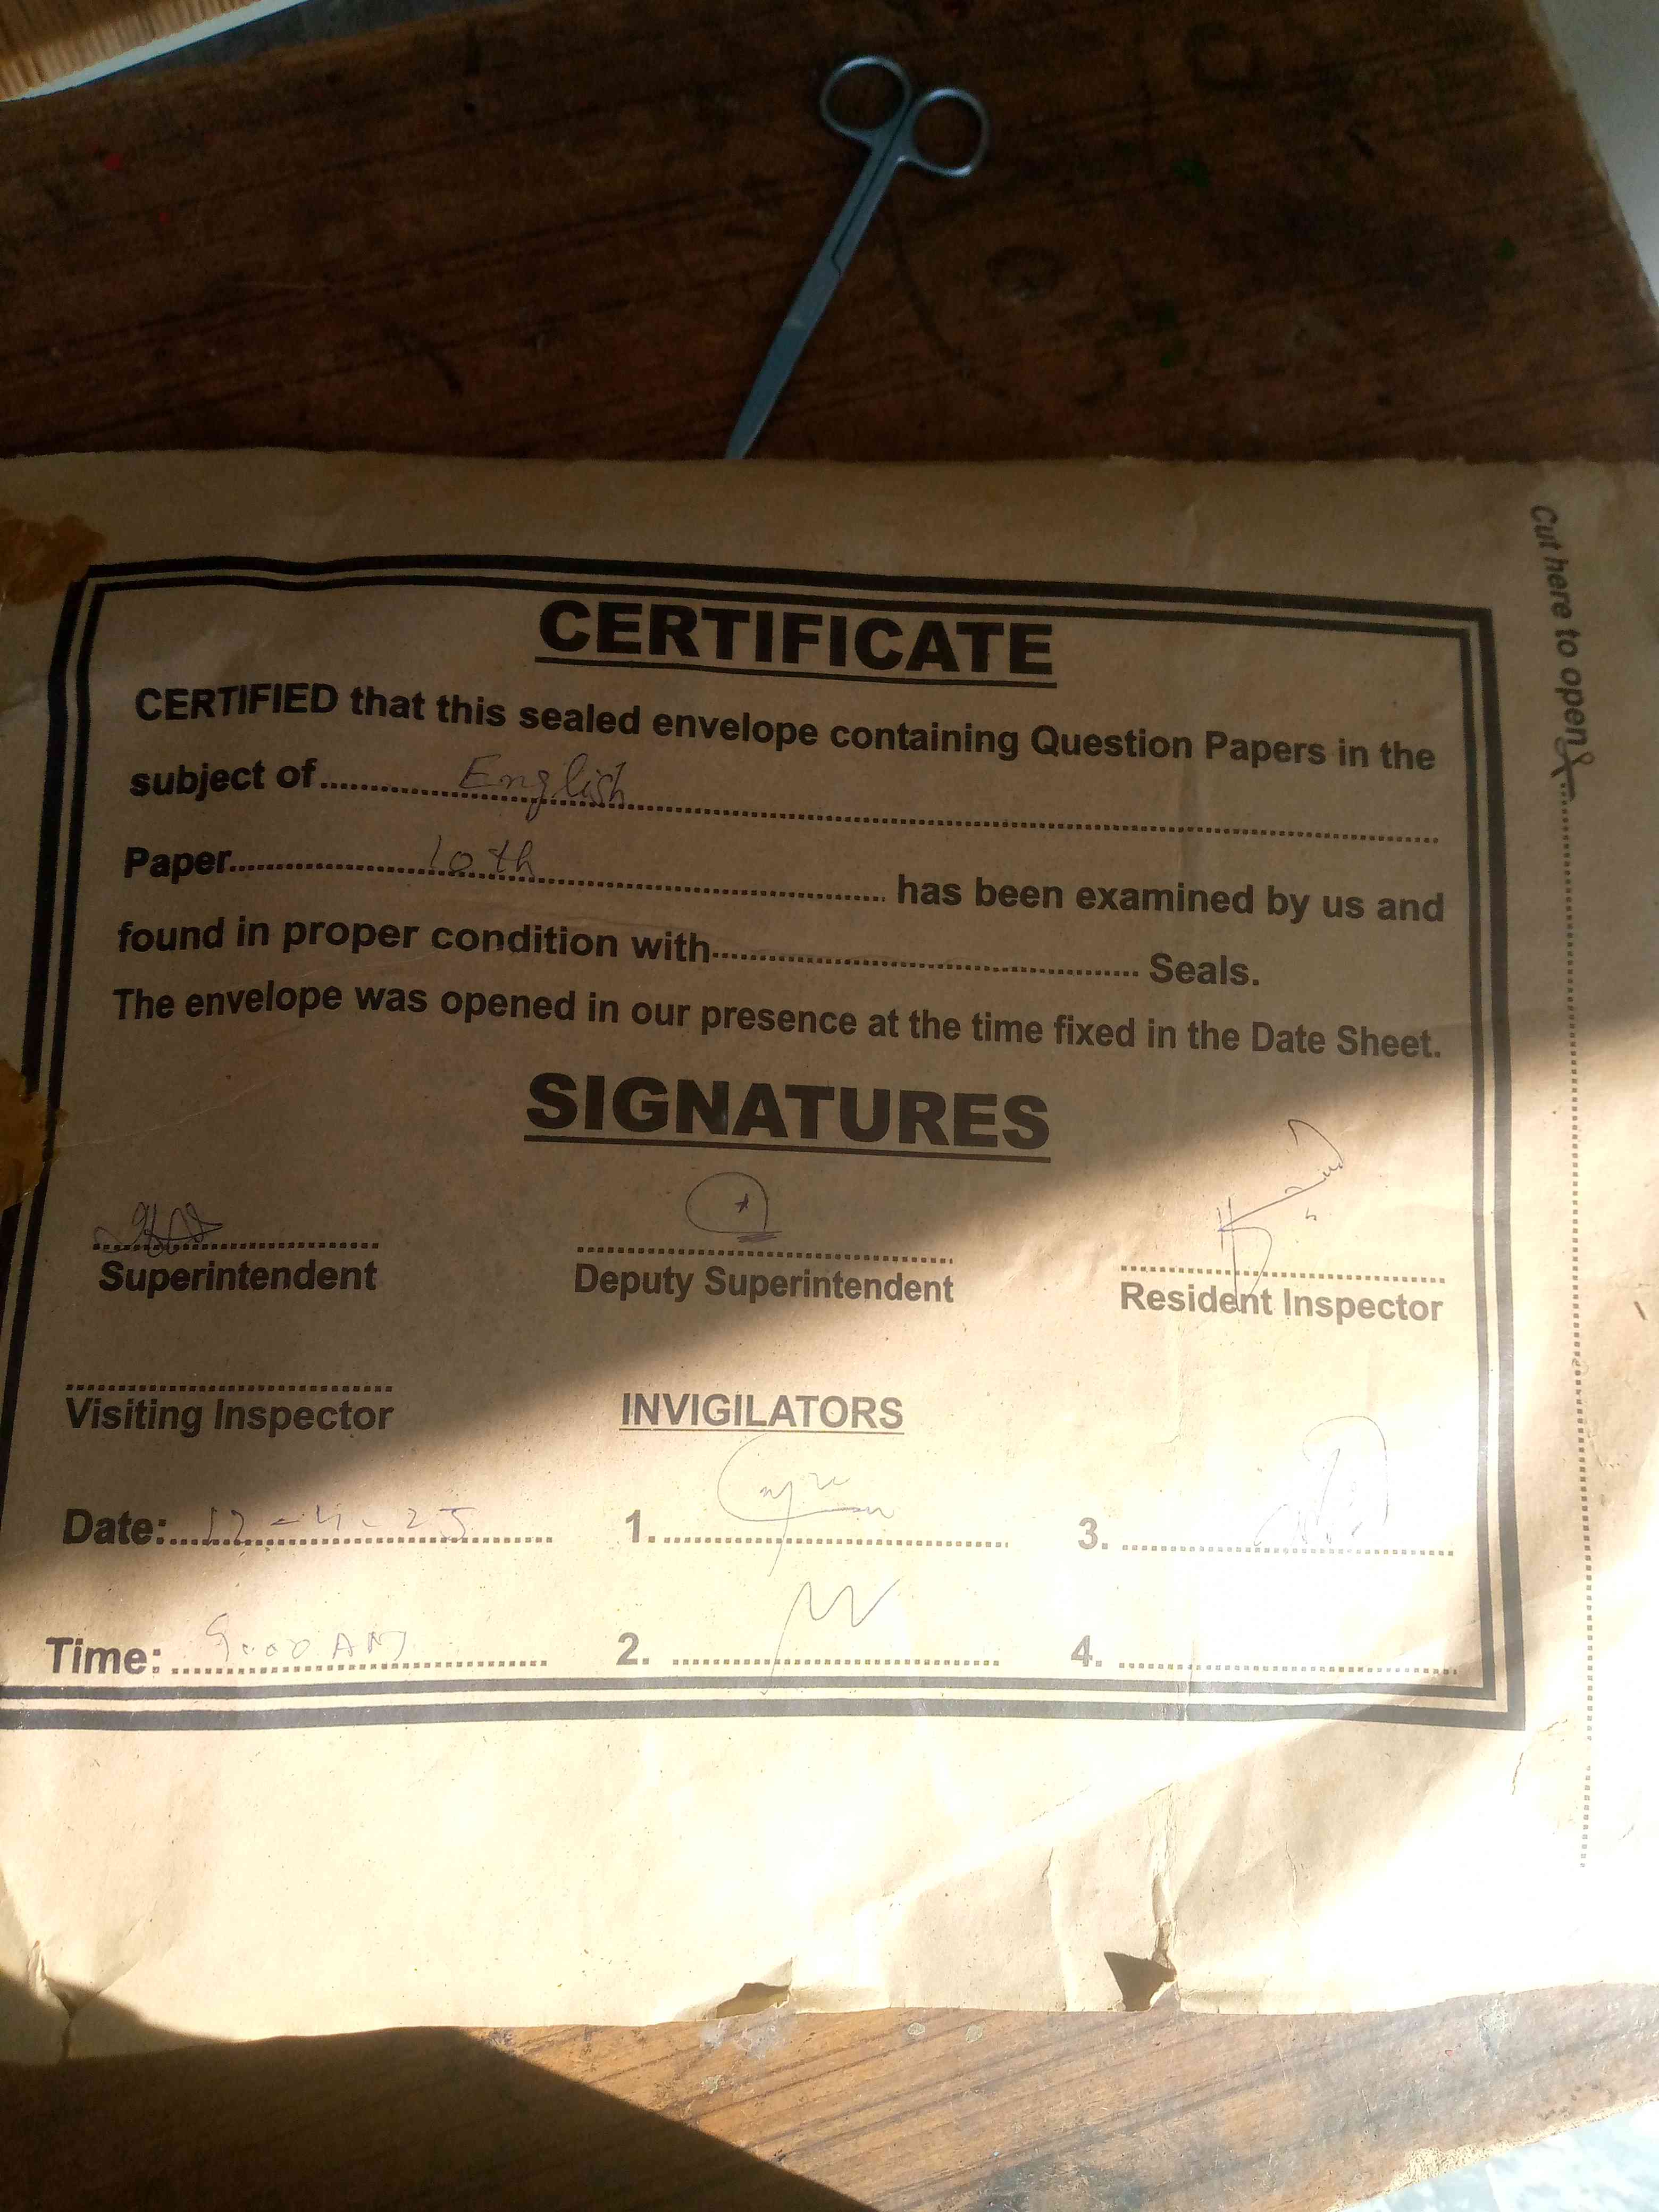 Cut here to open
CERTIFICATE
CERTIFIED that this sealed envelope containing Question Papers in the
subject of........English........
Paper........10th........ has been examined by us and
found in proper condition with................ Seals.
The envelope was opened in our presence at the time fixed in the Date Sheet.
SIGNATURES
Superintendent Deputy Superintendent Resident Inspector
Visiting Inspector INVIGILATORS
Date: 12-4-25 1. 3.
Time: 9:00 AM 2. 4.